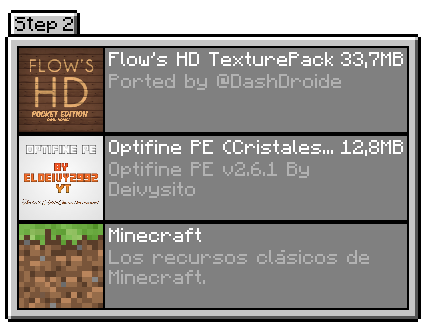 Step 2
FLOW'S
HD
POCKET EDITION
Flow's HD TexturePack 33,7MB
Ported by @DashDroide
OPTIFINE PE
BY
ELDEIVY2992
YT
Optifine PE (Cristales... 12,8MB
Optifine PE v2.6.1 By
Deivysito
Minecraft
Los recursos clásicos de
Minecraft.